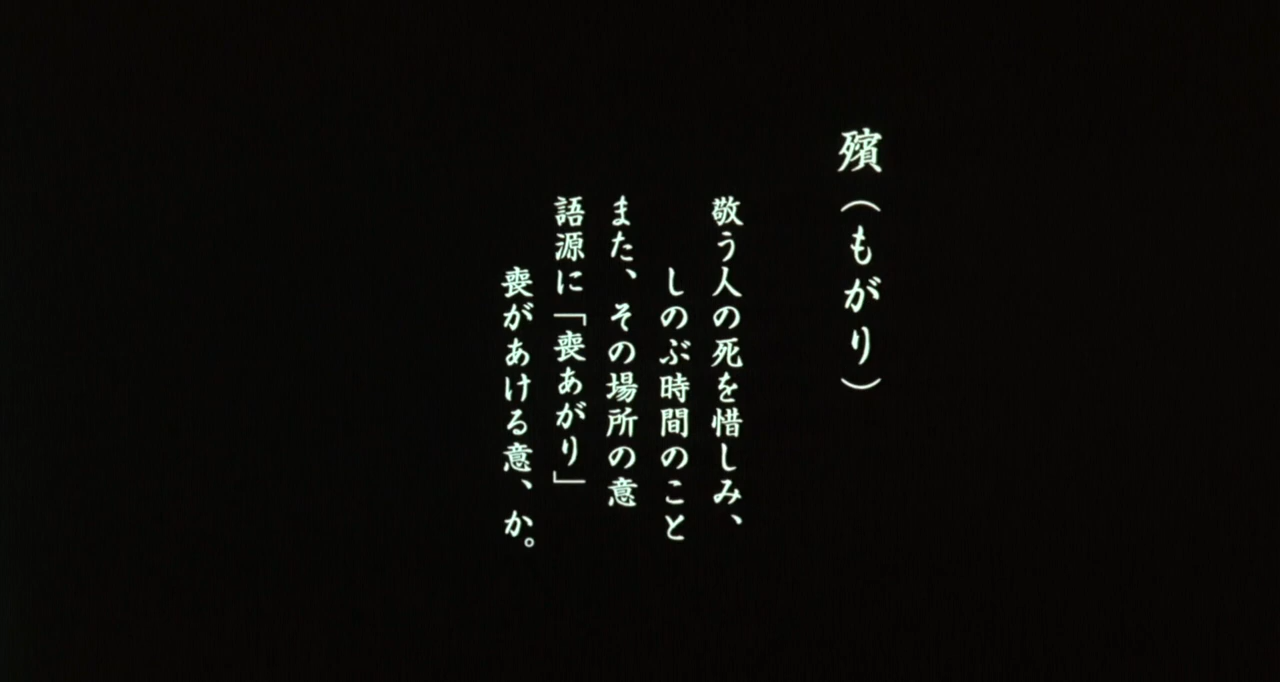 殯（もがり）
敬う人の死を惜しみ、
しのぶ時間のこと
また、その場所の意
語源に「喪あがり」
喪があける意、か。